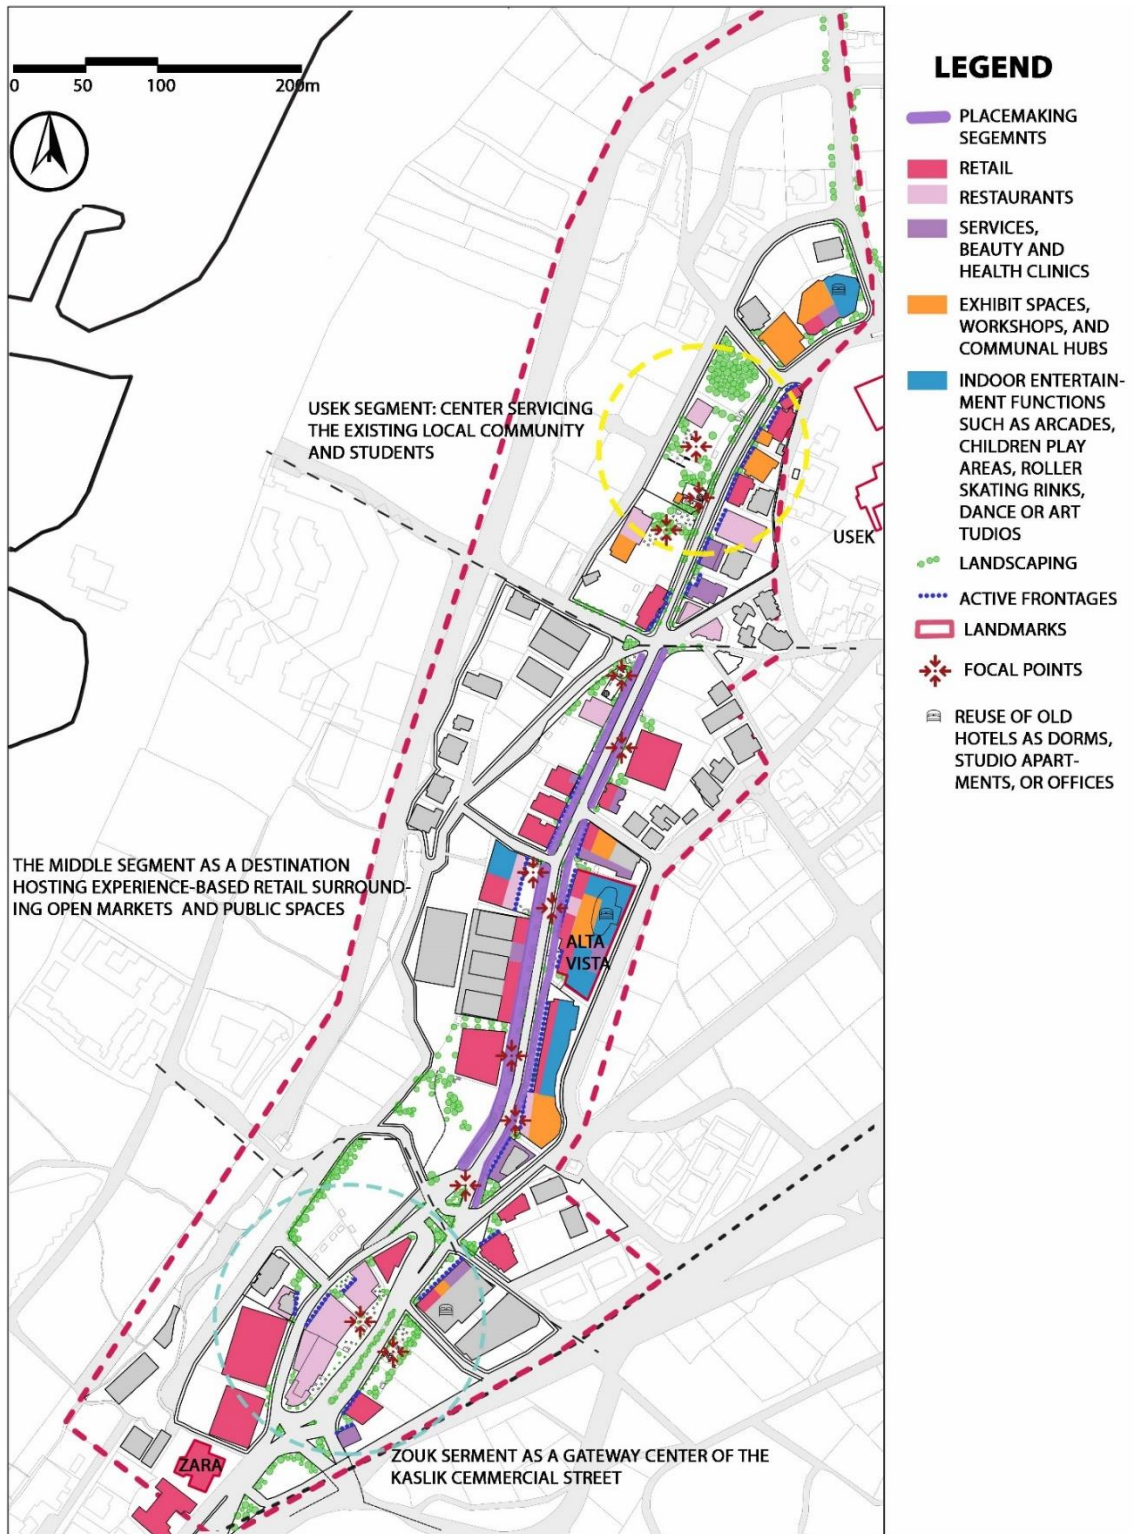 0 50 100 200m
USEK SEGMENT: CENTER SERVICING
THE EXISTING LOCAL COMMUNITY
AND STUDENTS
USEK
THE MIDDLE SEGMENT AS A DESTINATION
HOSTING EXPERIENCE-BASED RETAIL SURROUND-
ING OPEN MARKETS AND PUBLIC SPACES
ALTA
VISTA
ZOUK SERMENT AS A GATEWAY CENTER OF THE
KASLIK CEMMERCIAL STREET
ZARA
LEGEND
PLACEMAKING
SEGEMNTS
RETAIL
RESTAURANTS
SERVICES,
BEAUTY AND
HEALTH CLINICS
EXHIBIT SPACES,
WORKSHOPS, AND
COMMUNAL HUBS
INDOOR ENTERTAIN-
MENT FUNCTIONS
SUCH AS ARCADES,
CHILDREN PLAY
AREAS, ROLLER
SKATING RINKS,
DANCE OR ART
TUDIOS
LANDSCAPING
ACTIVE FRONTAGES
LANDMARKS
FOCAL POINTS
REUSE OF OLD
HOTELS AS DORMS,
STUDIO APART-
MENTS, OR OFFICES